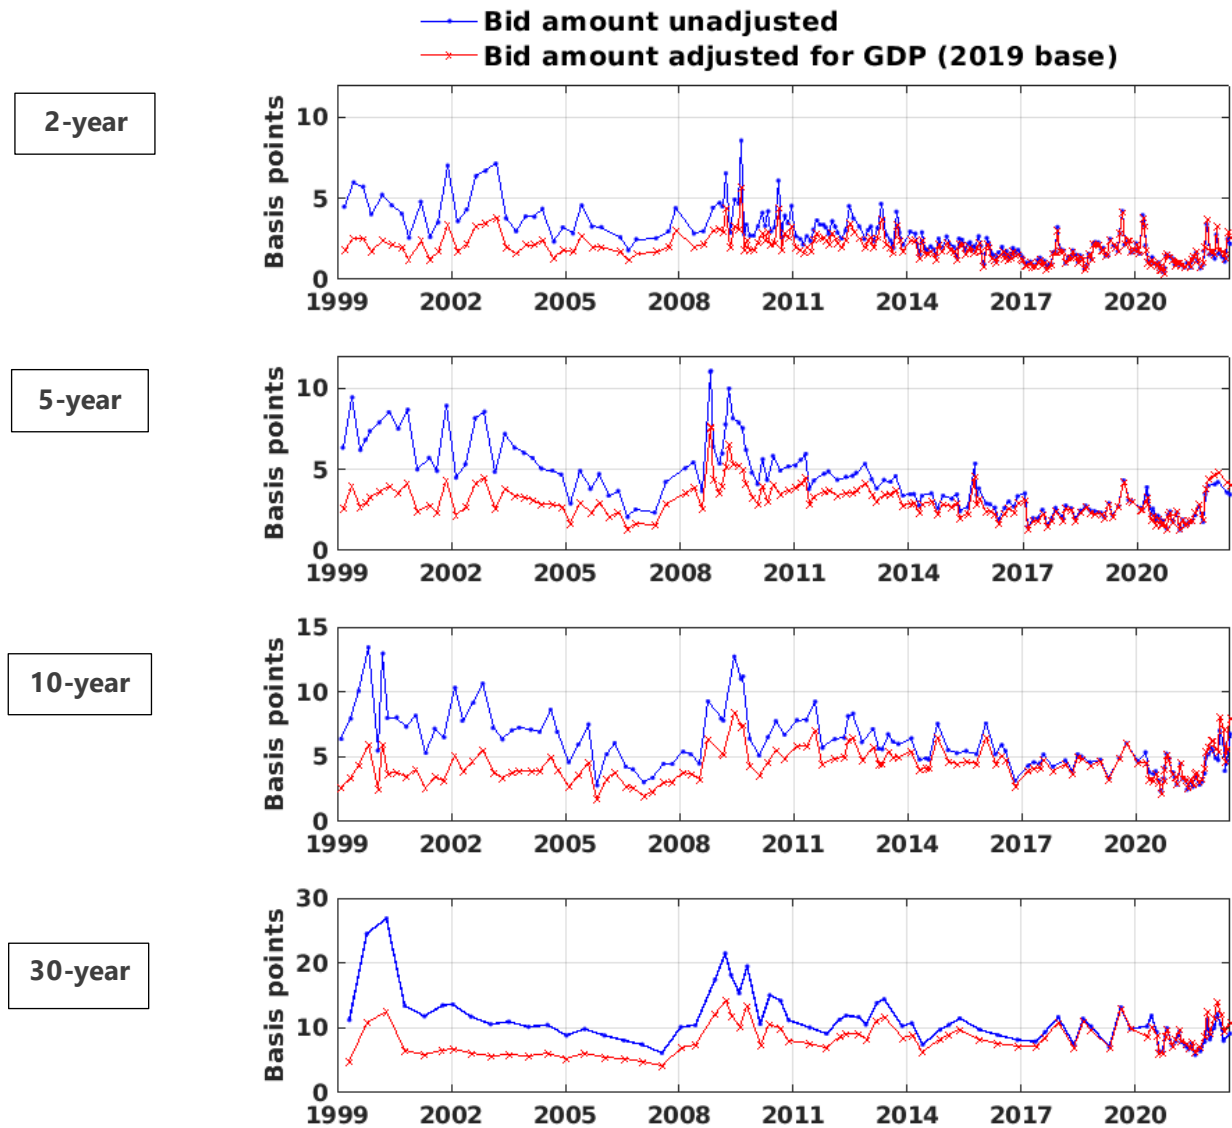 Bid amount unadjusted
Bid amount adjusted for GDP (2019 base)
2-year
Basis points
10
5
0
1999 2002 2005 2008 2011 2014 2017 2020
5-year
Basis points
10
5
0
1999 2002 2005 2008 2011 2014 2017 2020
10-year
Basis points
15
10
5
0
1999 2002 2005 2008 2011 2014 2017 2020
30-year
Basis points
30
20
10
0
1999 2002 2005 2008 2011 2014 2017 2020